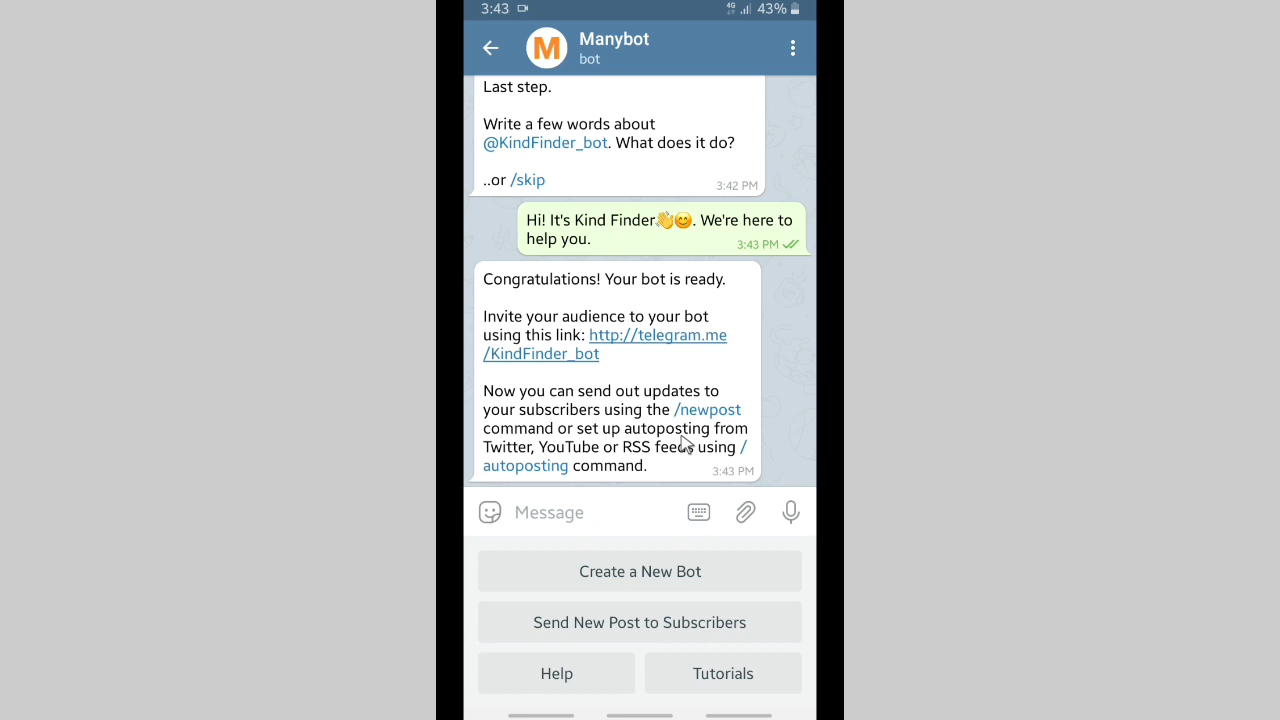 3:43 4G 43%
M Manybot
bot
Last step.
Write a few words about
@KindFinder_bot. What does it do?
..or /skip
3:42 PM
Hi! It's Kind Finder👋😊. We're here to
help you.
3:43 PM
Congratulations! Your bot is ready.
Invite your audience to your bot
using this link: http://telegram.me
/KindFinder_bot
Now you can send out updates to
your subscribers using the /newpost
command or set up autoposting from
Twitter, YouTube or RSS feeds using /
autoposting command.
3:43 PM
Message
Create a New Bot
Send New Post to Subscribers
Help Tutorials